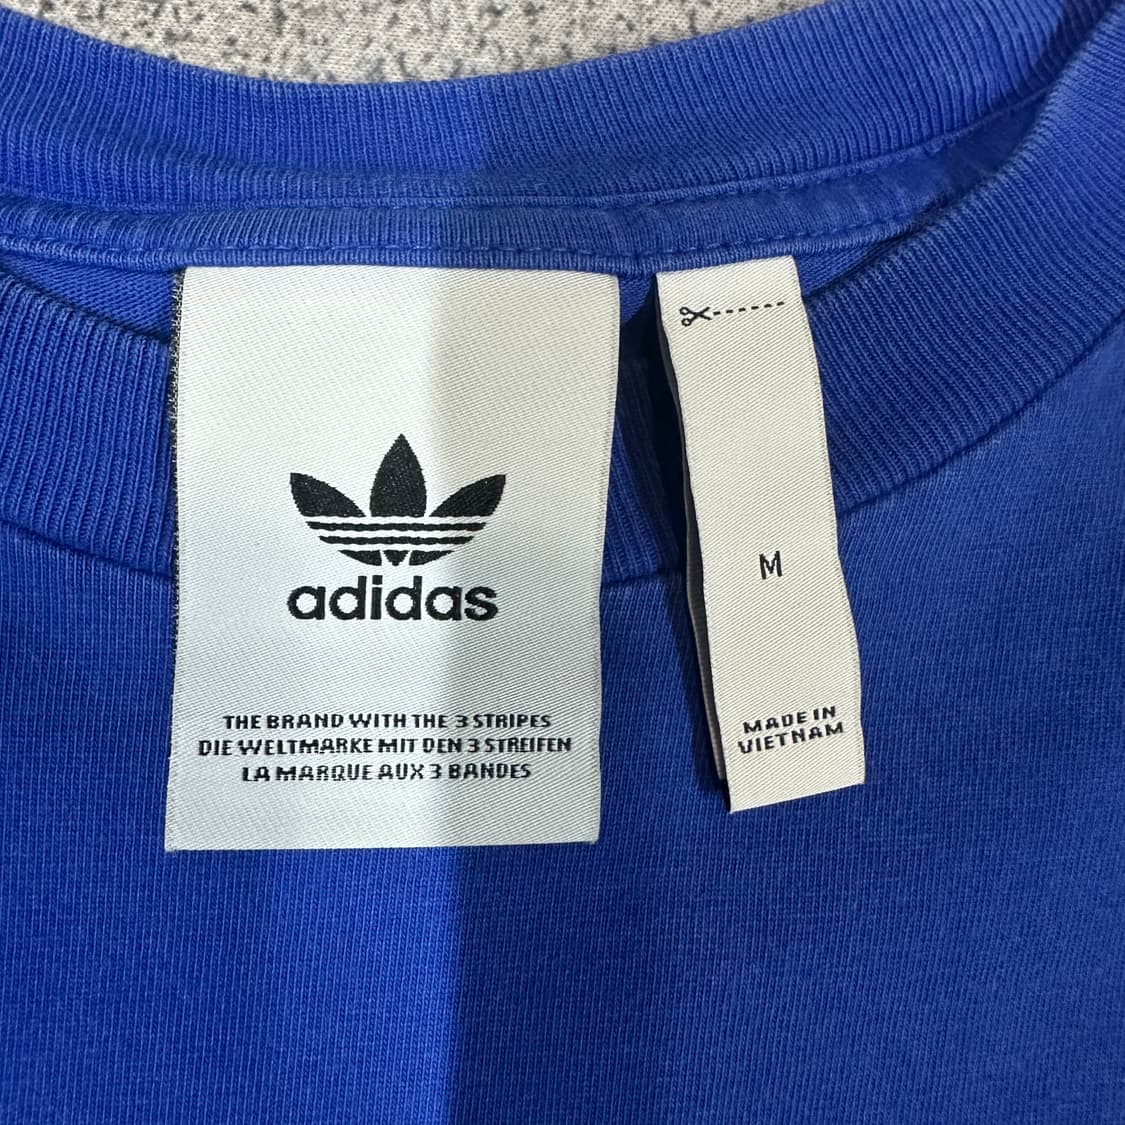 adidas
THE BRAND WITH THE 3 STRIPES
DIE WELTMARKE MIT DEN 3 STREIFEN
LA MARQUE AUX 3 BANDES
M
MADE IN
VIETNAM